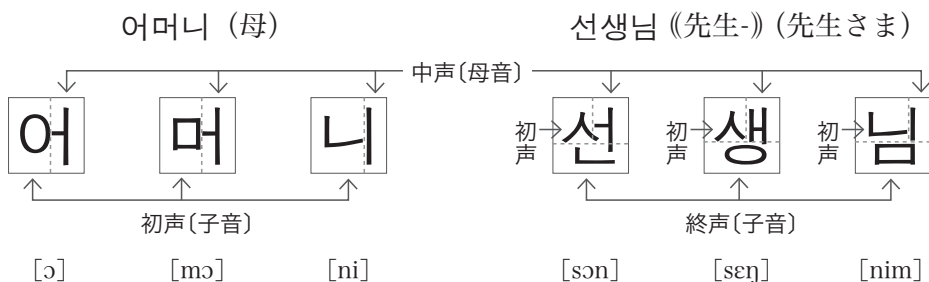 어머니 (母) 선생님 ⸨先生-⸩ (先生さま)
中声〔母音〕
어 머 니 初声 선 初声 생 初声 님
初声〔子音〕 終声〔子音〕
[ɔ] [mɔ] [ni] [sɔn] [sɛŋ] [nim]